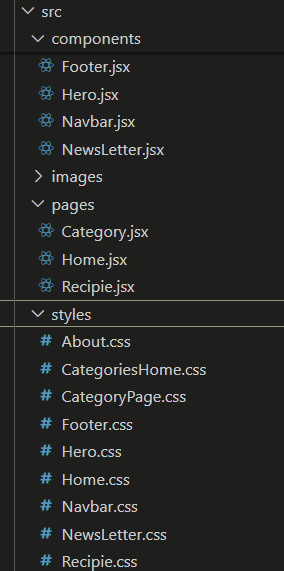 src
components
Footer.jsx
Hero.jsx
Navbar.jsx
NewsLetter.jsx
images
pages
Category.jsx
Home.jsx
Recipie.jsx
styles
# About.css
# CategoriesHome.css
# CategoryPage.css
# Footer.css
# Hero.css
# Home.css
# Navbar.css
# NewsLetter.css
# Recipie.css